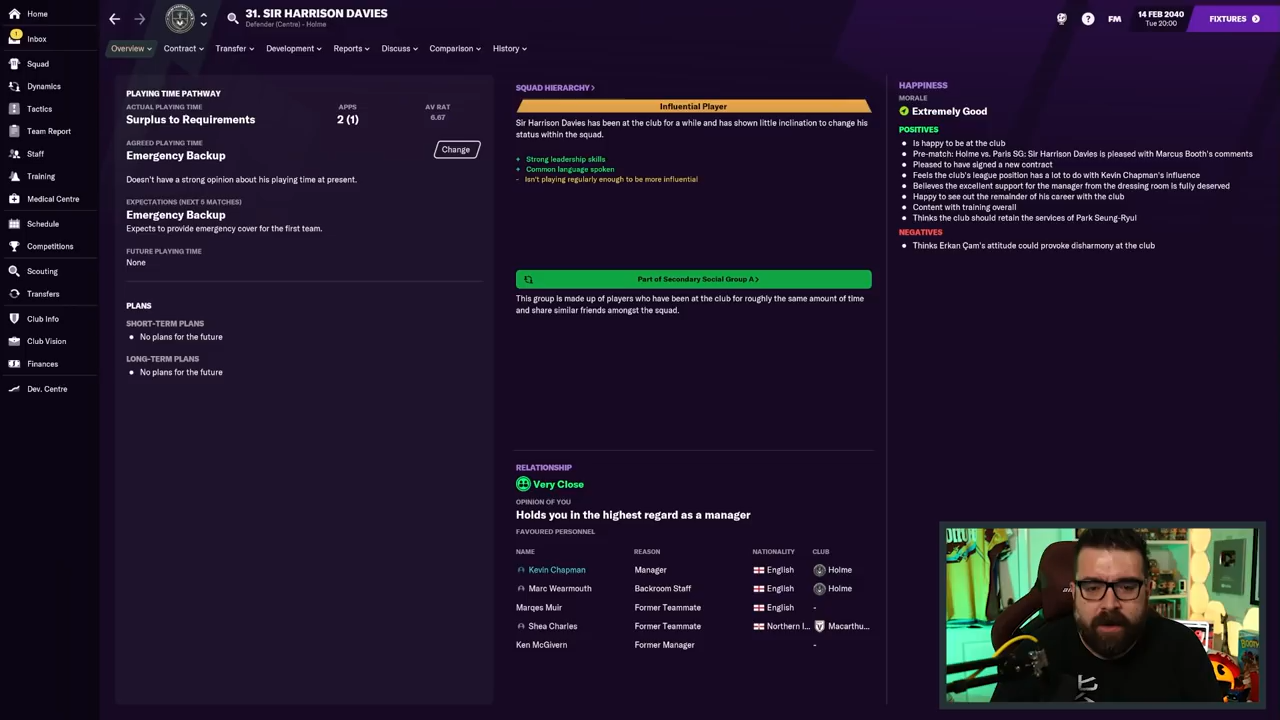 Home
Inbox
Squad
Dynamics
Tactics
Team Report
Staff
Training
Medical Centre
Schedule
Competitions
Scouting
Transfers
Club Info
Club Vision
Finances
Dev. Centre
31. SIR HARRISON DAVIES
Defender (Centre) - Holme
FM
14 FEB 2040
Tue 20:00
FIXTURES
Overview
Contract
Transfer
Development
Reports
Discuss
Comparison
History
PLAYING TIME PATHWAY
ACTUAL PLAYING TIME
APPS
AV RAT
Surplus to Requirements
2 (1)
6.67
AGREED PLAYING TIME
Emergency Backup
Change
Doesn't have a strong opinion about his playing time at present.
EXPECTATIONS (NEXT 5 MATCHES)
Emergency Backup
Expects to provide emergency cover for the first team.
FUTURE PLAYING TIME
None
PLANS
SHORT-TERM PLANS
No plans for the future
LONG-TERM PLANS
No plans for the future
SQUAD HIERARCHY >
Influential Player
Sir Harrison Davies has been at the club for a while and has shown little inclination to change his
status within the squad.
+ Strong leadership skills
+ Common language spoken
- Isn't playing regularly enough to be more influential
Part of Secondary Social Group A >
This group is made up of players who have been at the club for roughly the same amount of time
and share similar friends amongst the squad.
RELATIONSHIP
Very Close
OPINION OF YOU
Holds you in the highest regard as a manager
FAVOURED PERSONNEL
NAME REASON NATIONALITY CLUB
Kevin Chapman Manager English Holme
Marc Wearmouth Backroom Staff English Holme
Marqes Muir Former Teammate English -
Shea Charles Former Teammate Northern I... Macarthu...
Ken McGivern Former Manager -
HAPPINESS
MORALE
Extremely Good
POSITIVES
Is happy to be at the club
Pre-match: Holme vs. Paris SG: Sir Harrison Davies is pleased with Marcus Booth's comments
Pleased to have signed a new contract
Feels the club's league position has a lot to do with Kevin Chapman's influence
Believes the excellent support for the manager from the dressing room is fully deserved
Happy to see out the remainder of his career with the club
Content with training overall
Thinks the club should retain the services of Park Seung-Ryul
NEGATIVES
Thinks Erkan Çam's attitude could provoke disharmony at the club